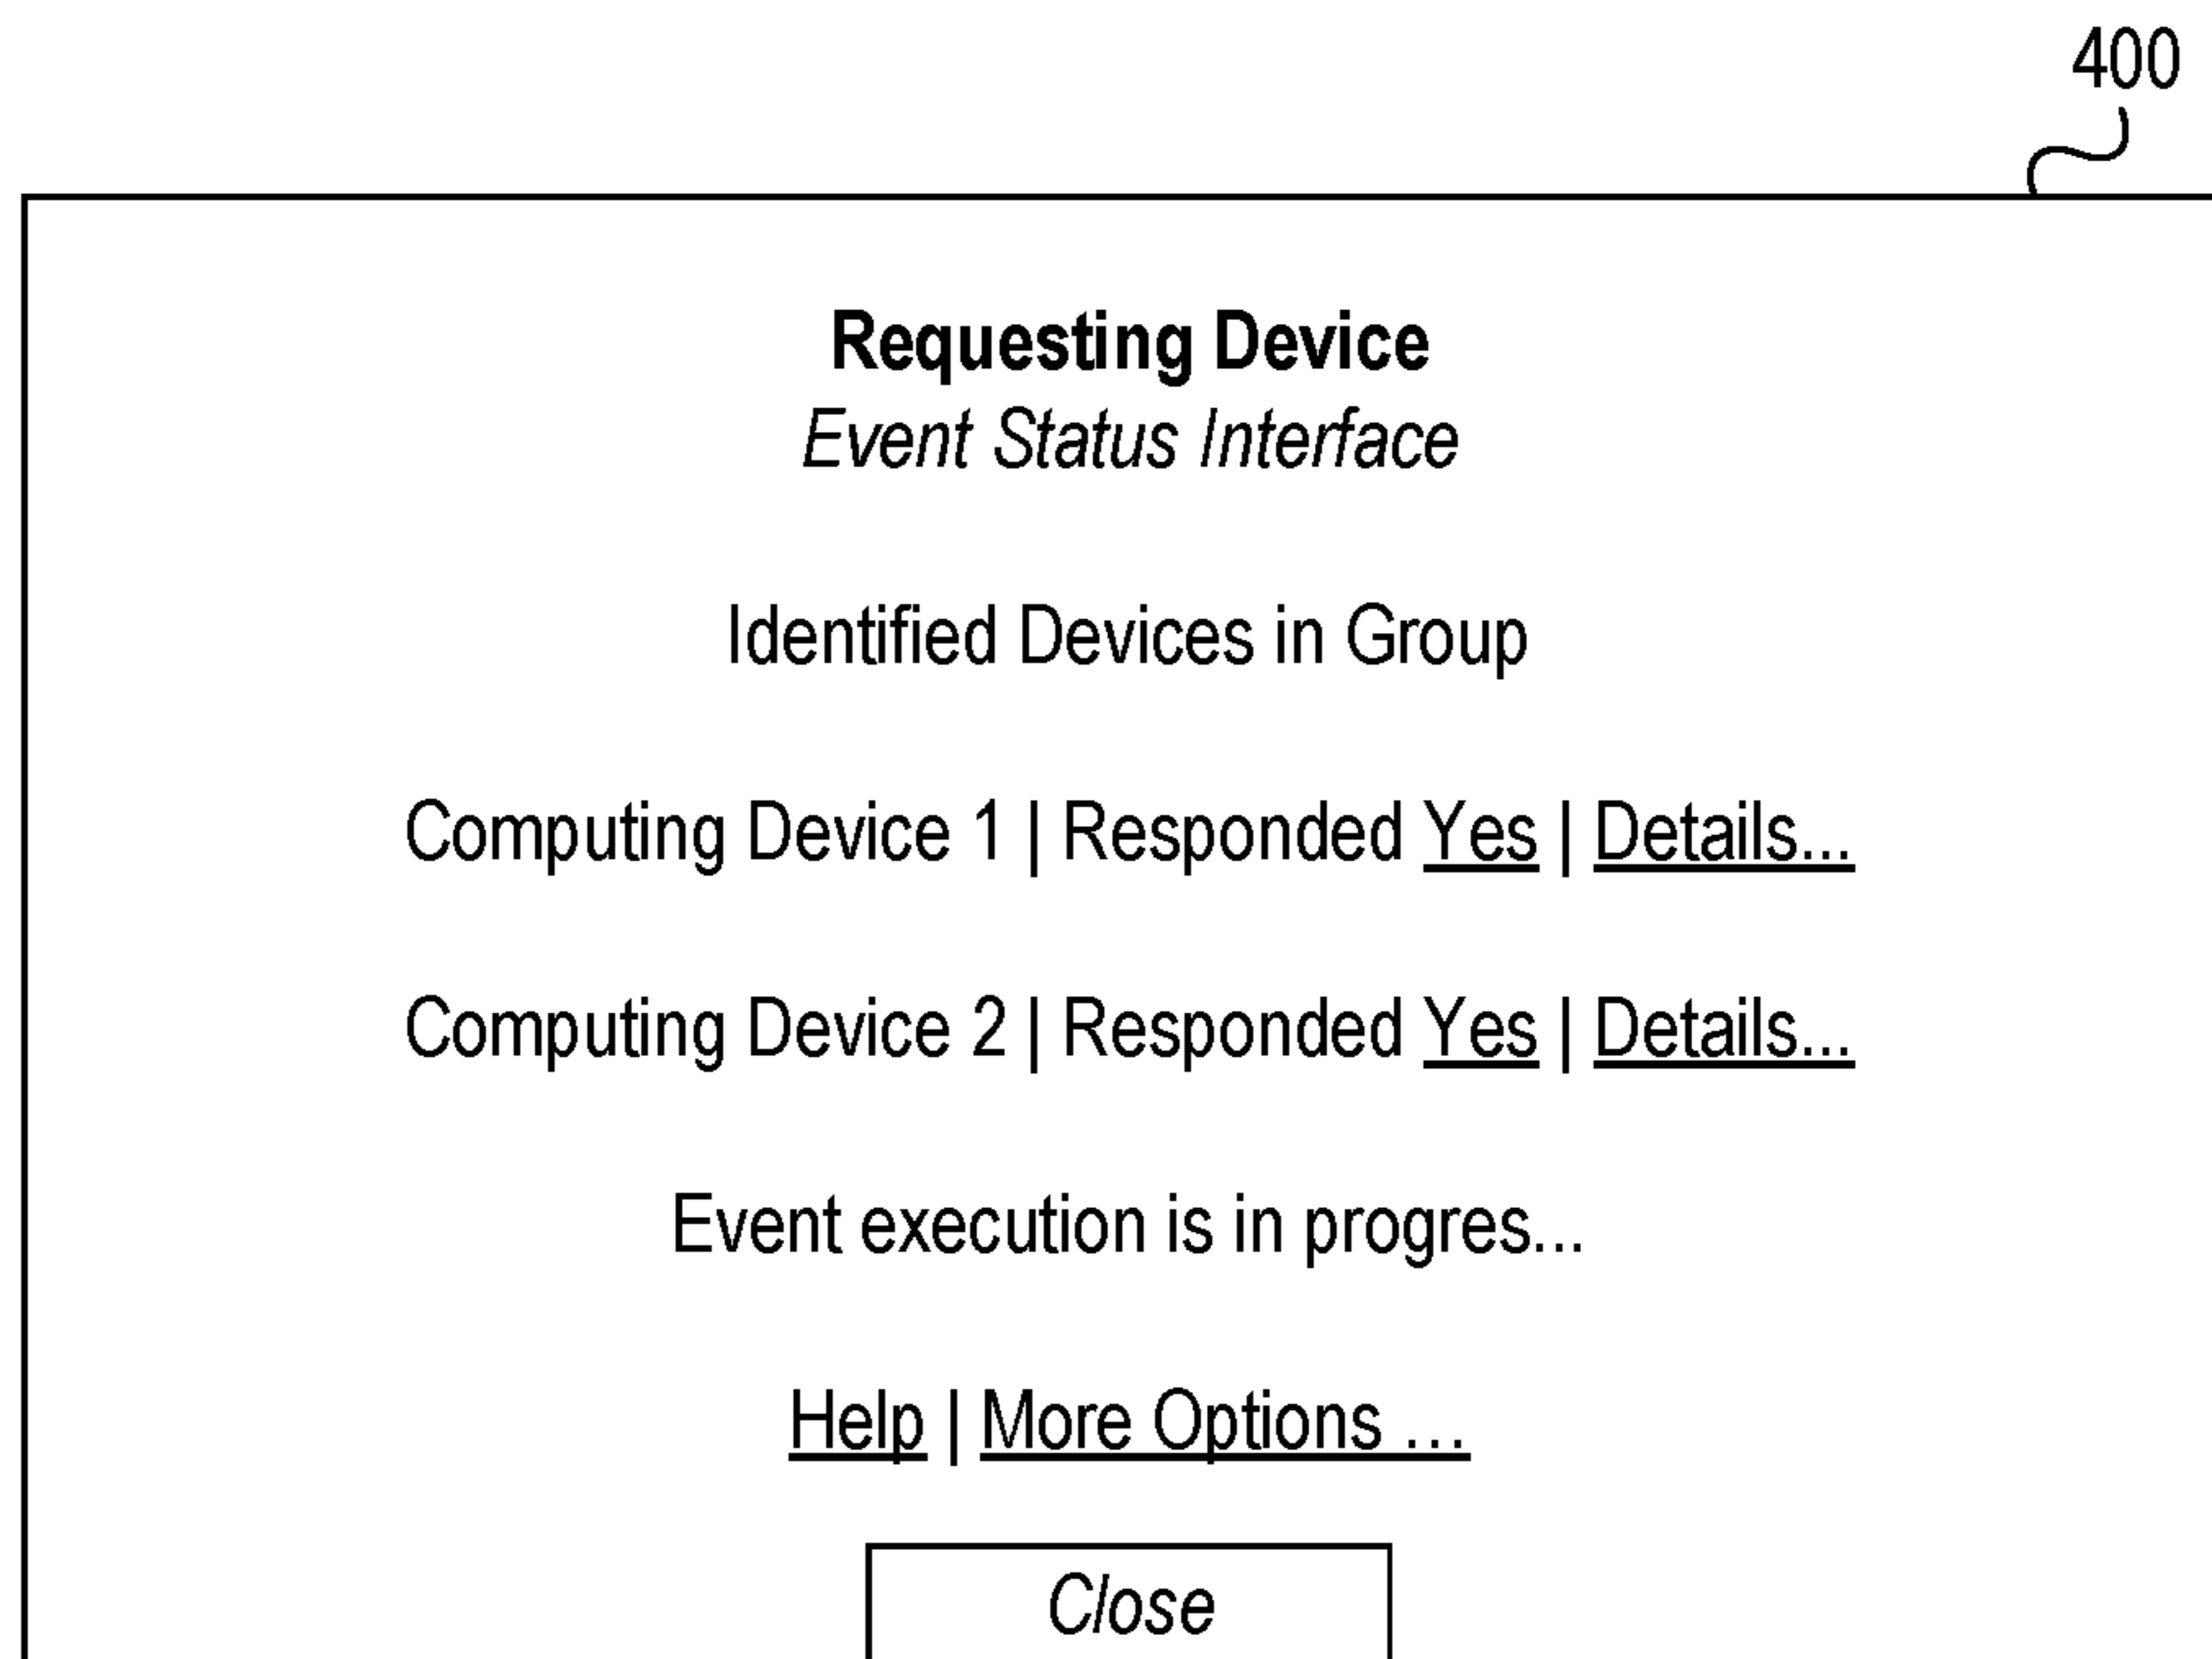 400
Requesting Device
Event Status Interface
Identified Devices in Group
Computing Device 1 | Responded Yes | Details...
Computing Device 2 | Responded Yes | Details...
Event execution is in progres...
Help | More Options ...
Close